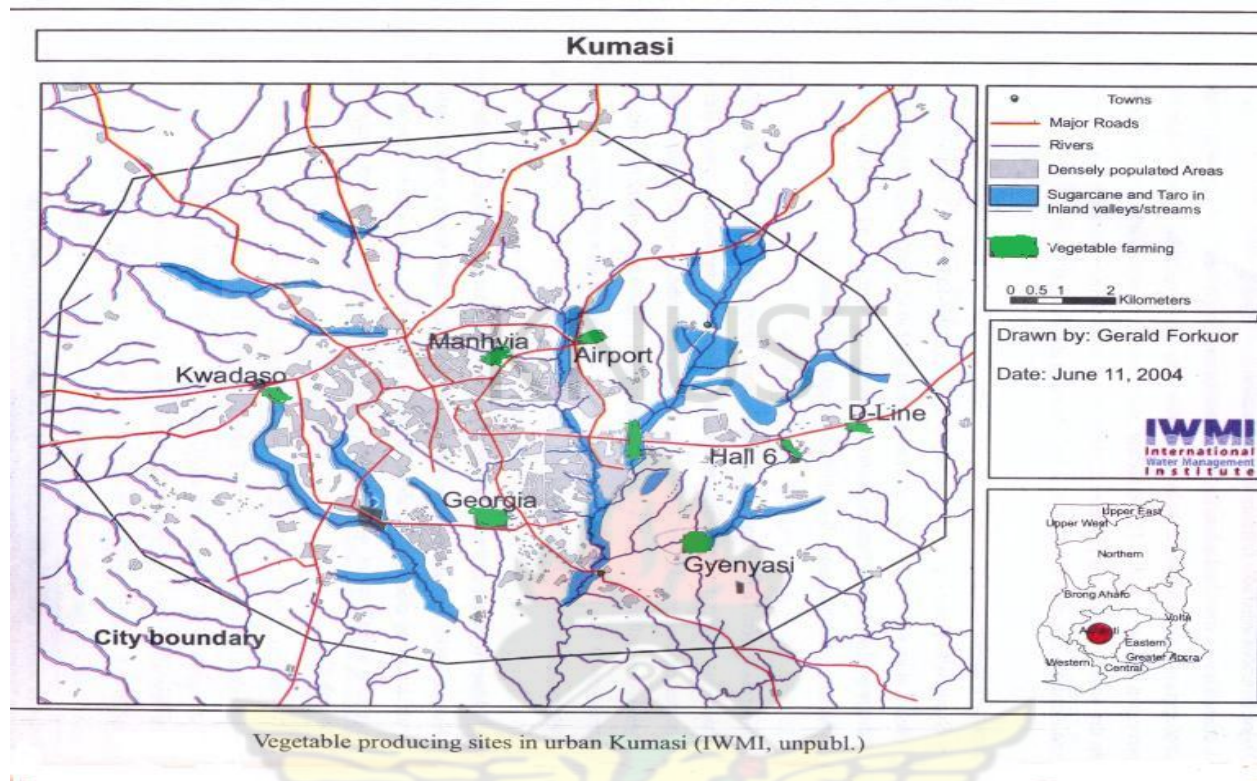 Kumasi
Manhyia
Airport
Kwadaso
D-Line
Hall 6
Georgia
Gyenyasi
City boundary
KNUST
Towns
Major Roads
Rivers
Densely populated Areas
Sugarcane and Taro in
Inland valleys/streams
Vegetable farming
0 0.5 1 2
Kilometers
Drawn by: Gerald Forkuor
Date: June 11, 2004
IWMI
International
Water Management
Institute
Upper East
Upper West
Northern
Brong Ahafo
Volta
Eastern
Greater Accra
Western
Central
Vegetable producing sites in urban Kumasi (IWMI, unpubl.)